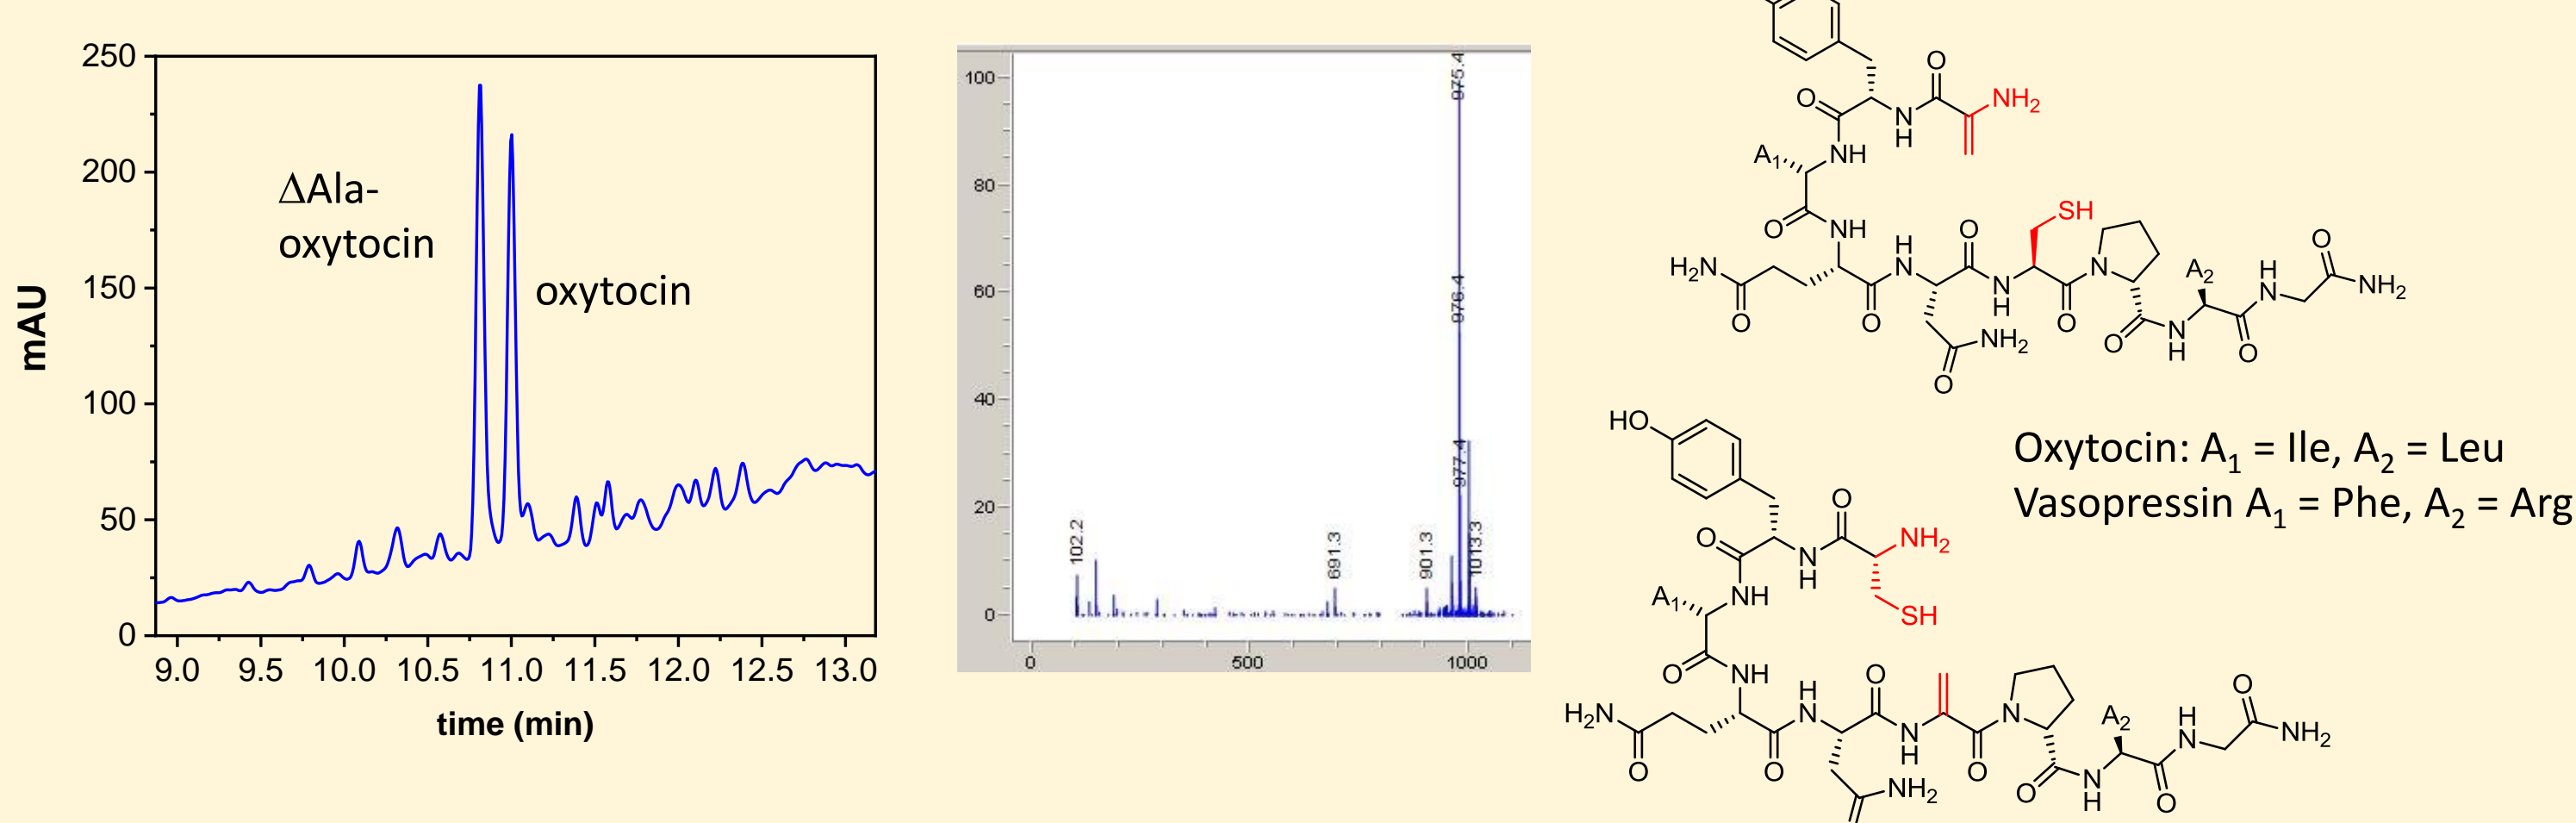 250
200
150
100
50
0
mAU
ΔAla-
oxytocin
oxytocin
9.0 9.5 10.0 10.5 11.0 11.5 12.0 12.5 13.0
time (min)
100
80
60
40
20
0
975.4
976.4
977.4
102.2
691.3
901.3
1013.3
0 500 1000
O
NH₂
O
N
H
A₁
NH
O
NH
SH
H₂N
O
O
H
N
O
NH₂
O
N
H
O
N
O
N
H
A₂
O
H
N
O
NH₂
Oxytocin: A₁ = Ile, A₂ = Leu
Vasopressin A₁ = Phe, A₂ = Arg
HO
O
NH₂
O
N
H
SH
A₁
NH
O
NH
H₂N
O
O
H
N
O
NH₂
N
H
O
N
O
N
H
A₂
O
H
N
O
NH₂